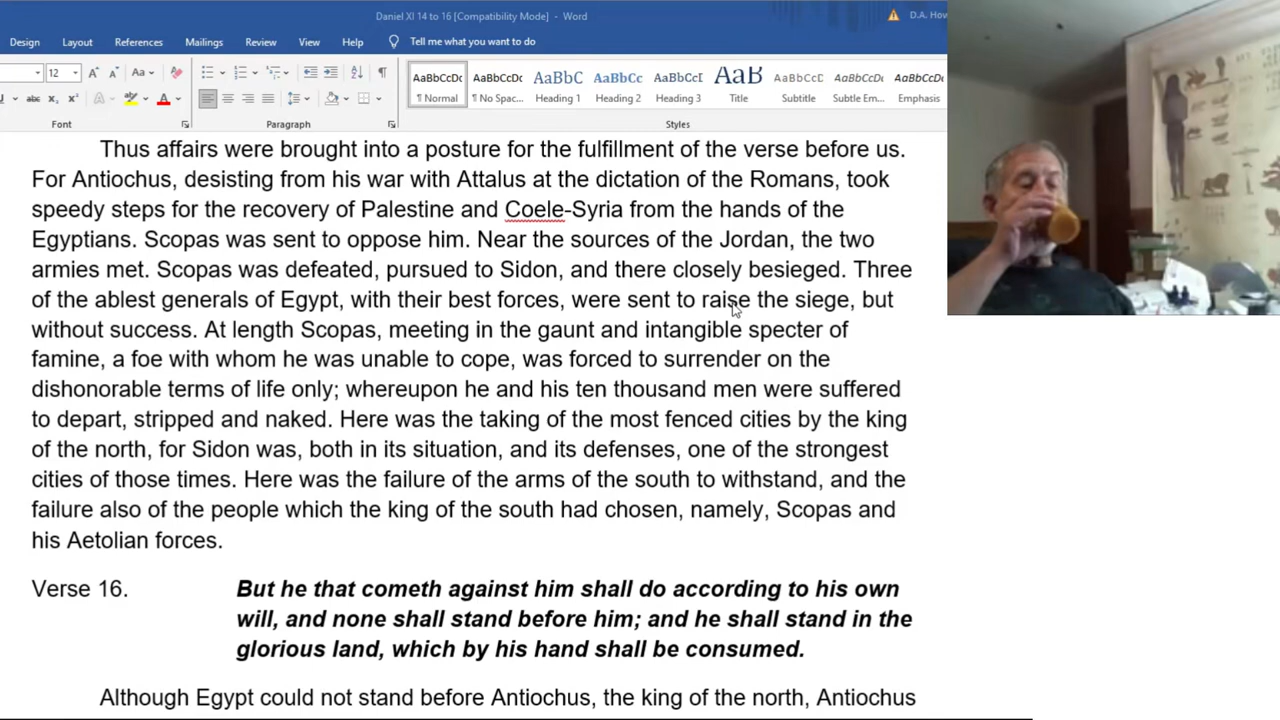 Daniel XI 14 to 16 [Compatibility Mode] - Word
D.A. How
Design Layout References Mailings Review View Help Tell me what you want to do
12 Aa
AaBbCcDc AaBbCcDc AaBbC AaBbCc AaBbCcD AaB AaBbCcD AaBbCcD AaBbCcD
¶ Normal ¶ No Spac... Heading 1 Heading 2 Heading 3 Title Subtitle Subtle Em... Emphasis
Font Paragraph Styles
Thus affairs were brought into a posture for the fulfillment of the verse before us.
For Antiochus, desisting from his war with Attalus at the dictation of the Romans, took
speedy steps for the recovery of Palestine and Coele-Syria from the hands of the
Egyptians. Scopas was sent to oppose him. Near the sources of the Jordan, the two
armies met. Scopas was defeated, pursued to Sidon, and there closely besieged. Three
of the ablest generals of Egypt, with their best forces, were sent to raise the siege, but
without success. At length Scopas, meeting in the gaunt and intangible specter of
famine, a foe with whom he was unable to cope, was forced to surrender on the
dishonorable terms of life only; whereupon he and his ten thousand men were suffered
to depart, stripped and naked. Here was the taking of the most fenced cities by the king
of the north, for Sidon was, both in its situation, and its defenses, one of the strongest
cities of those times. Here was the failure of the arms of the south to withstand, and the
failure also of the people which the king of the south had chosen, namely, Scopas and
his Aetolian forces.
Verse 16. But he that cometh against him shall do according to his own
will, and none shall stand before him; and he shall stand in the
glorious land, which by his hand shall be consumed.
Although Egypt could not stand before Antiochus, the king of the north, Antiochus